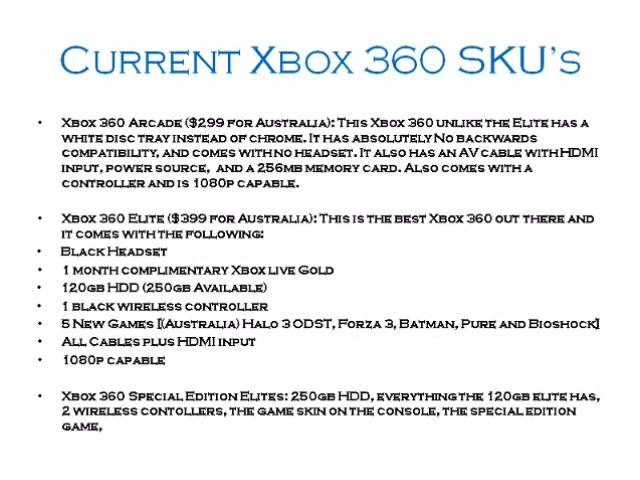 Current Xbox 360 SKU's
• Xbox 360 Arcade ($299 for Australia): This Xbox 360 unlike the Elite has a
white disc tray instead of chrome. It has absolutely No backwards
compatibility, and comes with no headset. It also has an AV cable with HDMI
input, power source, and a 256mb memory card. Also comes with a
controller and is 1080p capable.
• Xbox 360 Elite ($399 for Australia): This is the best Xbox 360 out there and
it comes with the following:
• Black Headset
• 1 month complimentary Xbox live Gold
• 120gb HDD (250gb Available)
• 1 black wireless controller
• 5 New Games [(Australia) Halo 3 ODST, Forza 3, Batman, Pure and Bioshock]
• All Cables plus HDMI input
• 1080p capable
• Xbox 360 Special Edition Elites: 250gb HDD, everything the 120gb elite has,
2 wireless contollers, the game skin on the console, the special edition
game,